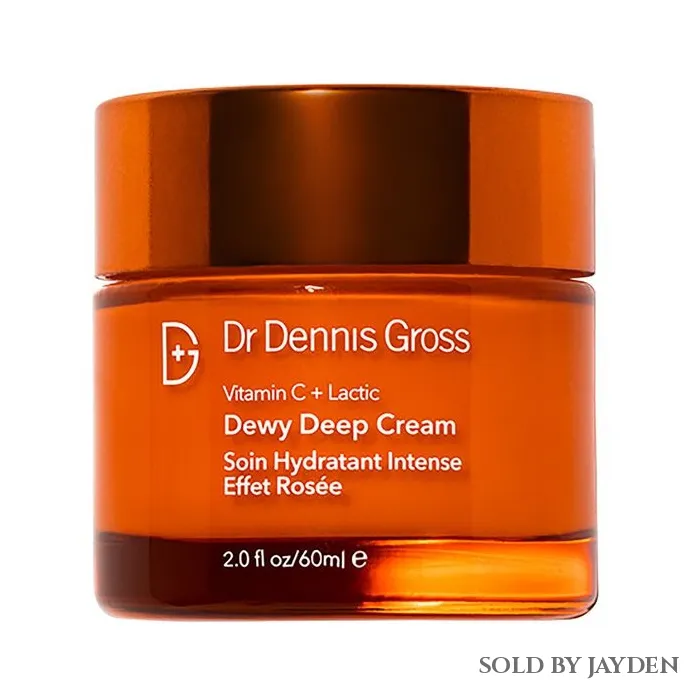 Dr Dennis Gross
Vitamin C + Lactic
Dewy Deep Cream
Soin Hydratant Intense
Effet Rosée
2.0 fl oz/60ml ℮
SOLD BY JAYDEN